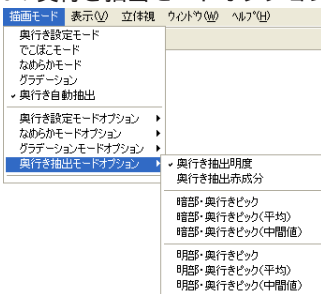 描画モード 表示(V) 立体視 ウィンドウ(W) ヘルプ(H)
奥行き設定モード
でこぼこモード
なめらかモード
グラデーション
奥行き自動抽出
奥行き設定モードオプション
なめらかモードオプション
グラデーションモードオプション
奥行き抽出モードオプション
奥行き抽出明度
奥行き抽出赤成分
暗部・奥行きピック
暗部・奥行きピック(平均)
暗部・奥行きピック(中間値)
明部・奥行きピック
明部・奥行きピック(平均)
明部・奥行きピック(中間値)